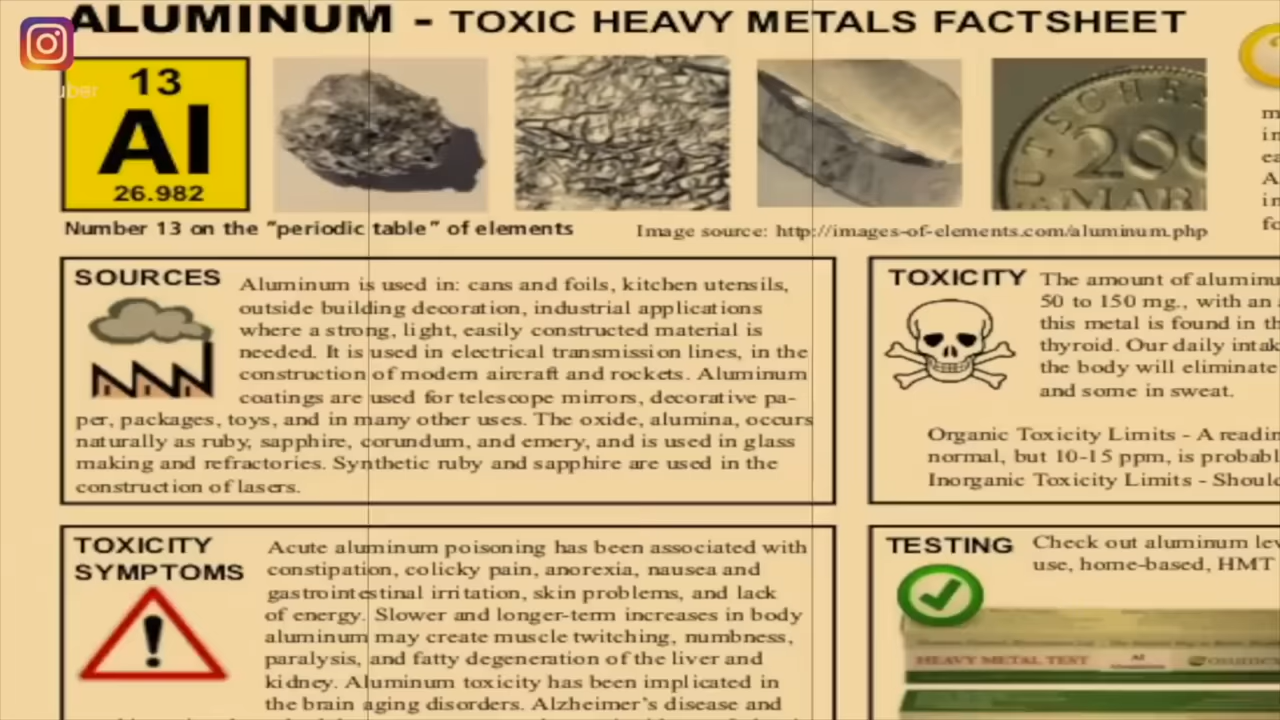 ALUMINUM - TOXIC HEAVY METALS FACTSHEET
13
Al
26.982
uber
200
MAR
Number 13 on the "periodic table" of elements
Image source: http://images-of-elements.com/aluminum.php
SOURCES
Aluminum is used in: cans and foils, kitchen utensils,
outside building decoration, industrial applications
where a strong, light, easily constructed material is
needed. It is used in electrical transmission lines, in the
construction of modern aircraft and rockets. Aluminum
coatings are used for telescope mirrors, decorative pa-
per, packages, toys, and in many other uses. The oxide, alumina, occurs
naturally as ruby, sapphire, corundum, and emery, and is used in glass
making and refractories. Synthetic ruby and sapphire are used in the
construction of lasers.
TOXICITY
The amount of aluminu
50 to 150 mg., with an
this metal is found in th
thyroid. Our daily intak
the body will eliminate
and some in sweat.
Organic Toxicity Limits - A readin
normal, but 10-15 ppm, is probabl
Inorganic Toxicity Limits - Should
TOXICITY
SYMPTOMS
Acute aluminum poisoning has been associated with
constipation, colicky pain, anorexia, nausea and
gastrointestinal irritation, skin problems, and lack
of energy. Slower and longer-term increases in body
aluminum may create muscle twitching, numbness,
paralysis, and fatty degeneration of the liver and
kidney. Aluminum toxicity has been implicated in
the brain aging disorders. Alzheimer's disease and
TESTING
Check out aluminum lev
use, home-based, HMT
HEAVY METAL TEST
Al